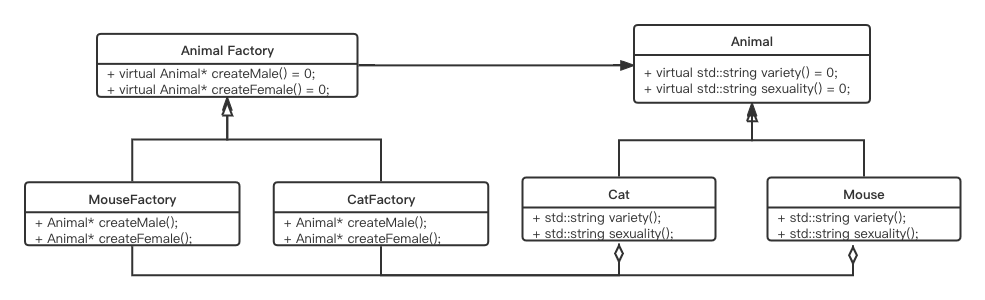 Animal Factory
+ virtual Animal* createMale() = 0;
+ virtual Animal* createFemale() = 0;
Animal
+ virtual std::string variety() = 0;
+ virtual std::string sexuality() = 0;
MouseFactory
+ Animal* createMale();
+ Animal* createFemale();
CatFactory
+ Animal* createMale();
+ Animal* createFemale();
Cat
+ std::string variety();
+ std::string sexuality();
Mouse
+ std::string variety();
+ std::string sexuality();